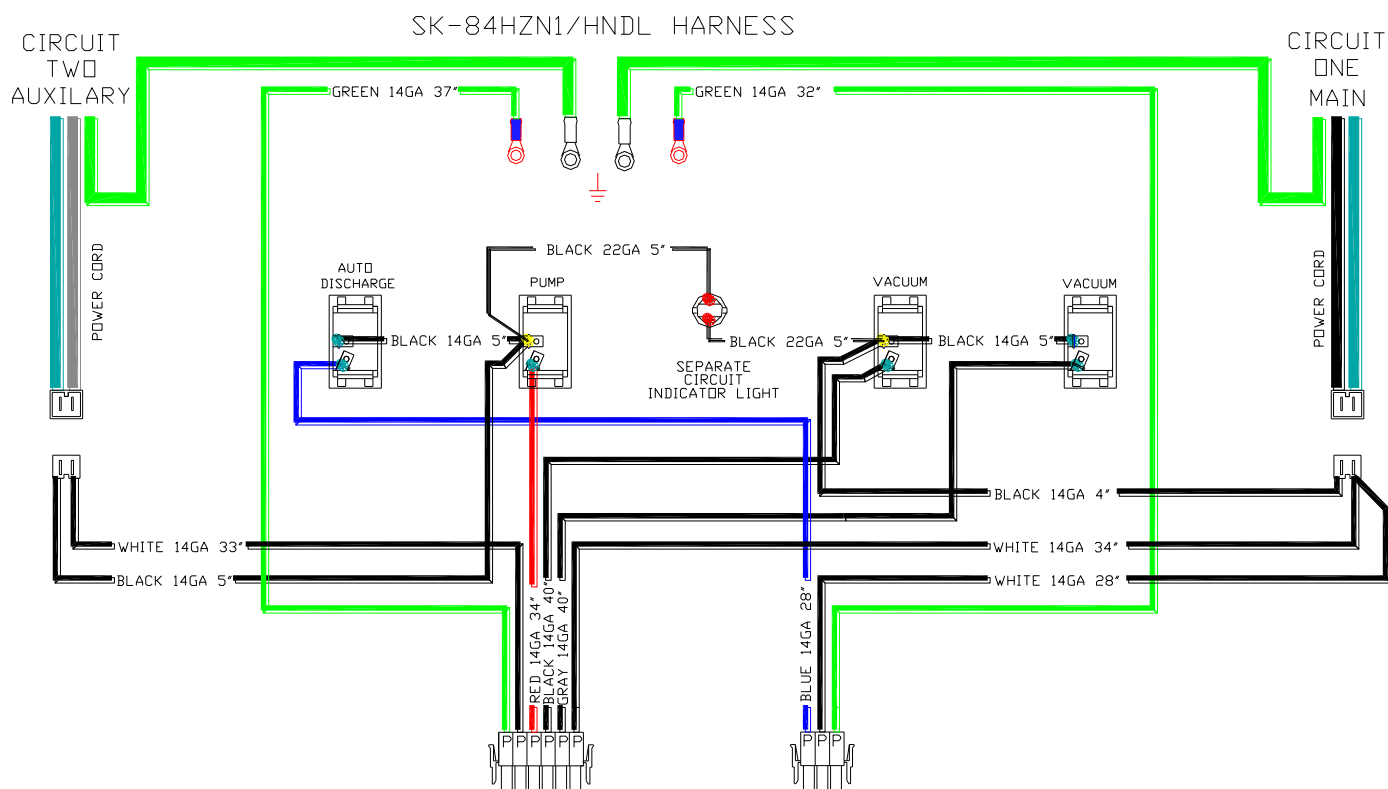 SK-84HZN1/HNDL HARNESS
CIRCUIT
TWO
AUXILARY
CIRCUIT
ONE
MAIN
GREEN 14GA 37"
GREEN 14GA 32"
POWER CORD
POWER CORD
BLACK 22GA 5"
AUTO
DISCHARGE
PUMP
VACUUM
VACUUM
BLACK 14GA 5"
BLACK 22GA 5"
BLACK 14GA 5"
SEPARATE
CIRCUIT
INDICATOR LIGHT
BLACK 14GA 4"
WHITE 14GA 33"
WHITE 14GA 34"
BLACK 14GA 5"
WHITE 14GA 28"
RED 14GA 34"
BLACK 14GA 40"
GRAY 14GA 40"
BLUE 14GA 28"
P P P P P P
P P P